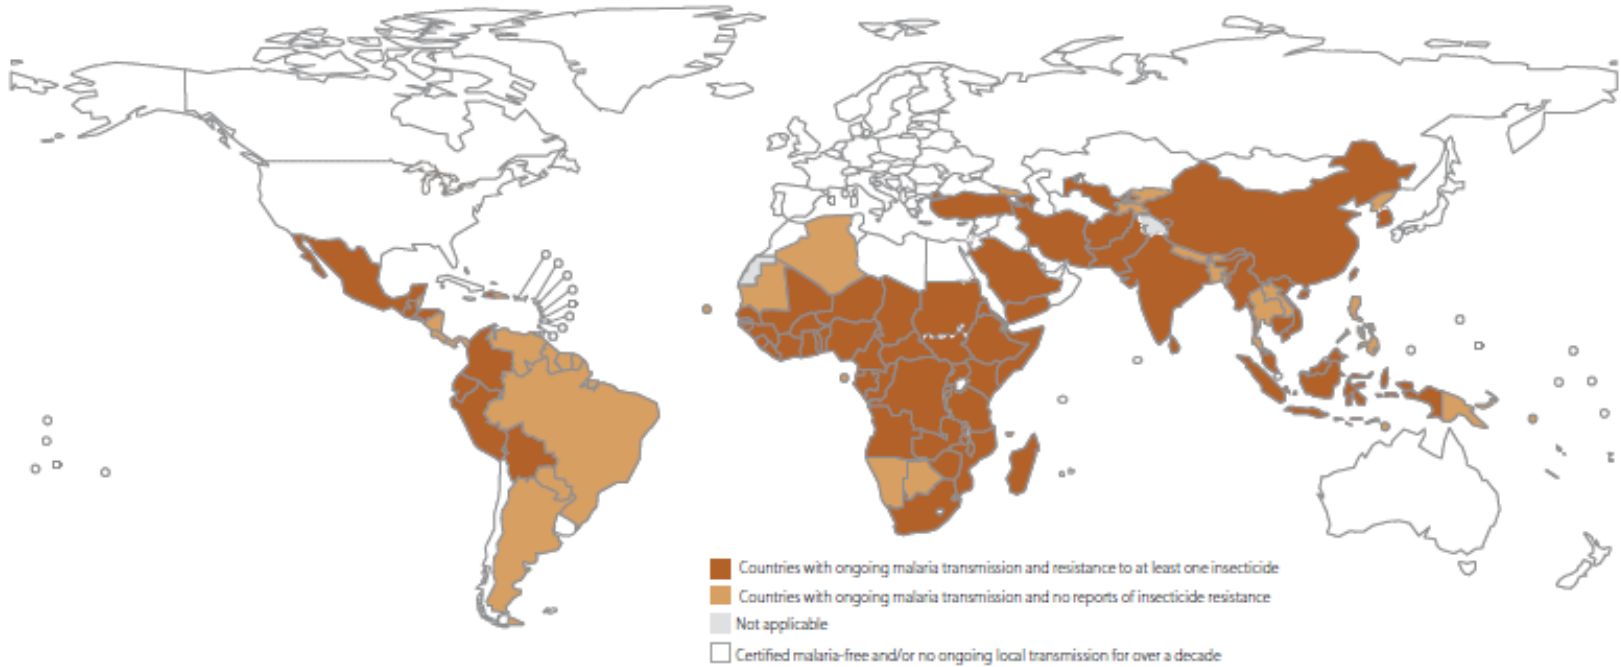 Countries with ongoing malaria transmission and resistance to at least one insecticide
Countries with ongoing malaria transmission and no reports of insecticide resistance
Not applicable
Certified malaria-free and/or no ongoing local transmission for over a decade